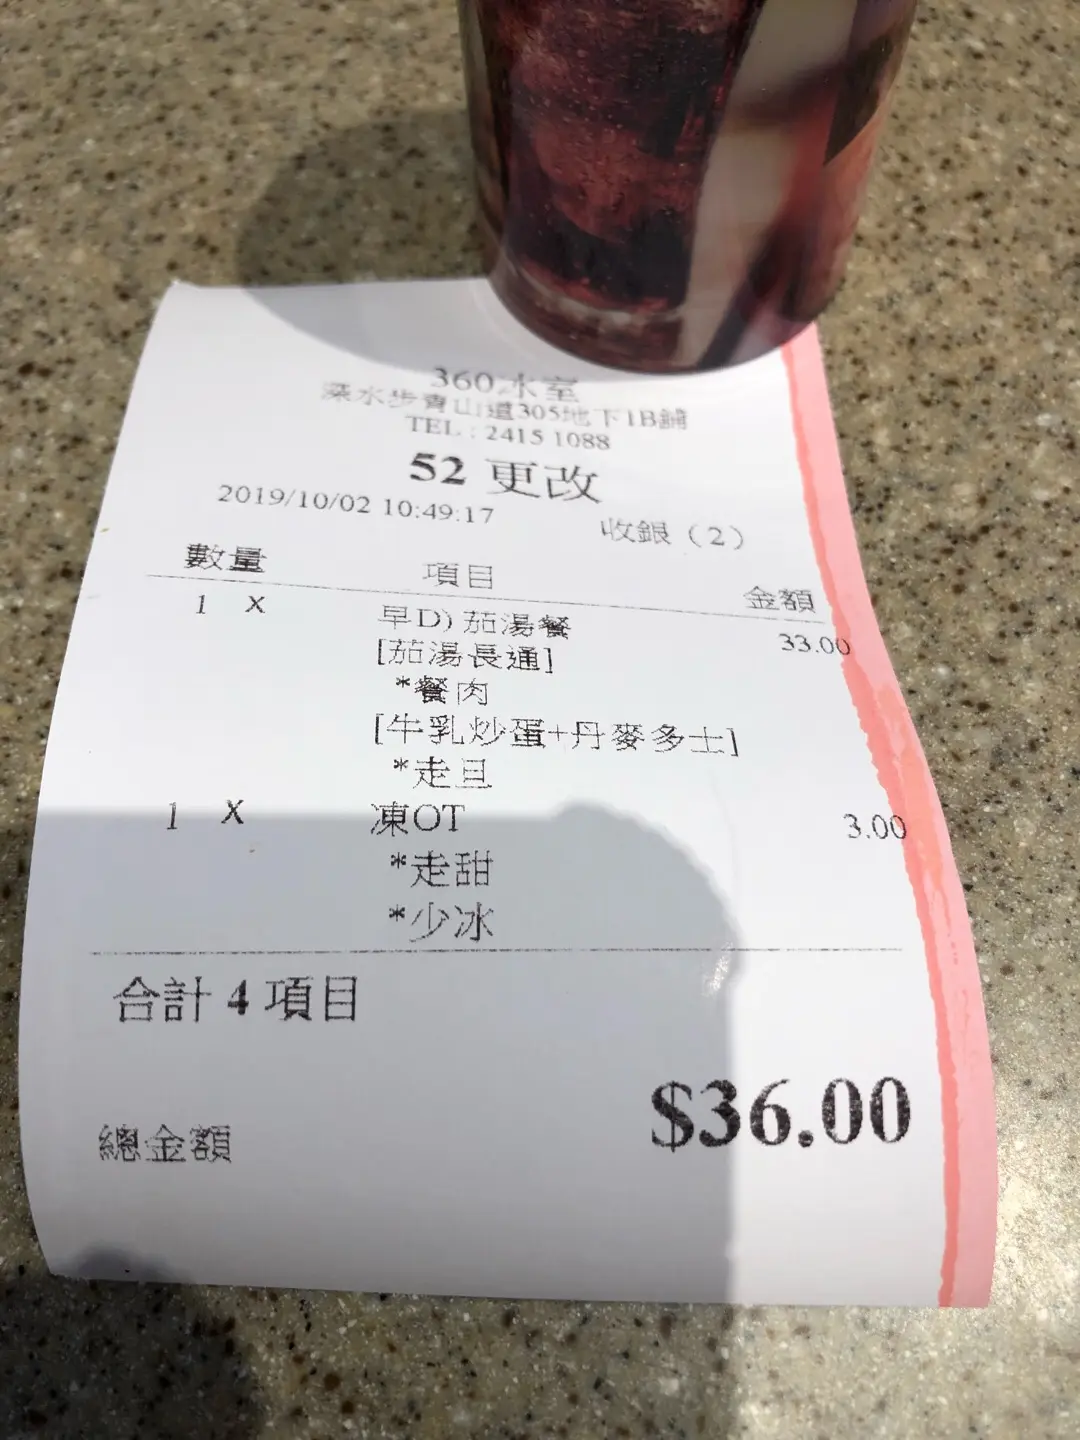 360冰室
深水步青山道305地下1B舖
TEL : 2415 1088
52 更改
2019/10/02 10:49:17 收銀（2）
數量 項目 金額
1 X 早D) 茄湯餐 33.00
[茄湯長通]
*餐肉
[牛乳炒蛋+丹麥多士]
*走旦
1 X 凍OT 3.00
*走甜
*少冰
合計 4 項目
總金額 $36.00